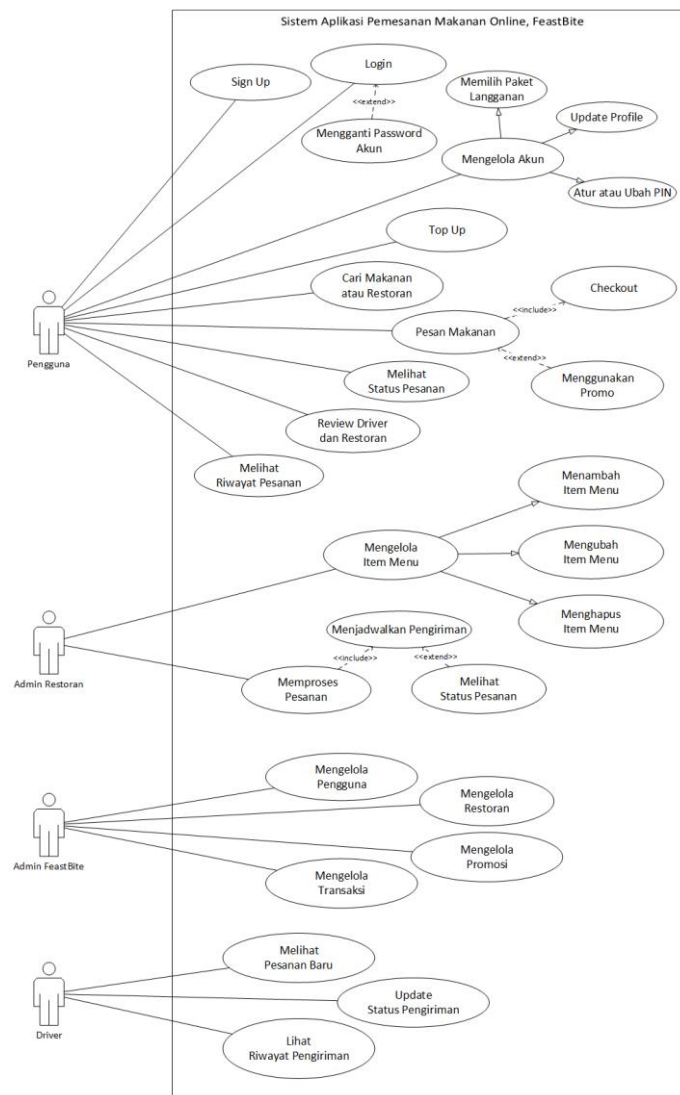 Sistem Aplikasi Pemesanan Makanan Online, FeastBite
Login
Sign Up
<<extend>>
Mengganti Password
Akun
Memilih Paket
Langganan
Update Profile
Mengelola Akun
Atur atau Ubah PIN
Top Up
Cari Makanan
atau Restoran
Checkout
<<include>>
Pesan Makanan
<<extend>>
Menggunakan
Promo
Pengguna
Melihat
Status Pesanan
Review Driver
dan Restoran
Melihat
Riwayat Pesanan
Menambah
Item Menu
Mengelola
Item Menu
Mengubah
Item Menu
Menghapus
Item Menu
Admin Restoran
Menjadwalkan Pengiriman
<<include>>
<<extend>>
Memproses
Pesanan
Melihat
Status Pesanan
Mengelola
Pengguna
Mengelola
Restoran
Admin FeastBite
Mengelola
Promosi
Mengelola
Transaksi
Melihat
Pesanan Baru
Update
Status Pengiriman
Driver
Lihat
Riwayat Pengiriman